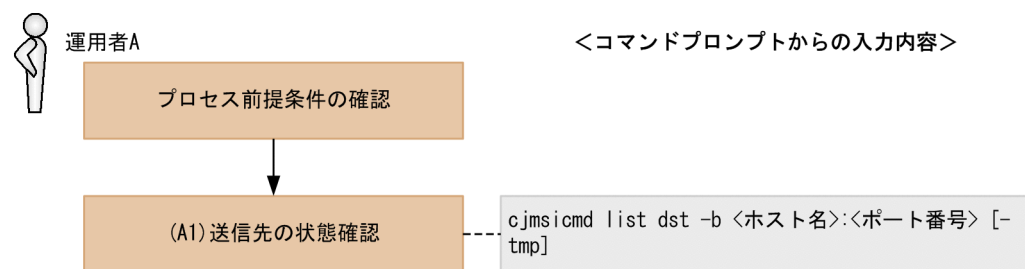 運用者A
＜コマンドプロンプトからの入力内容＞
プロセス前提条件の確認
(A1)送信先の状態確認
cjmsicmd list dst -b <ホスト名>:<ポート番号> [-
tmp]